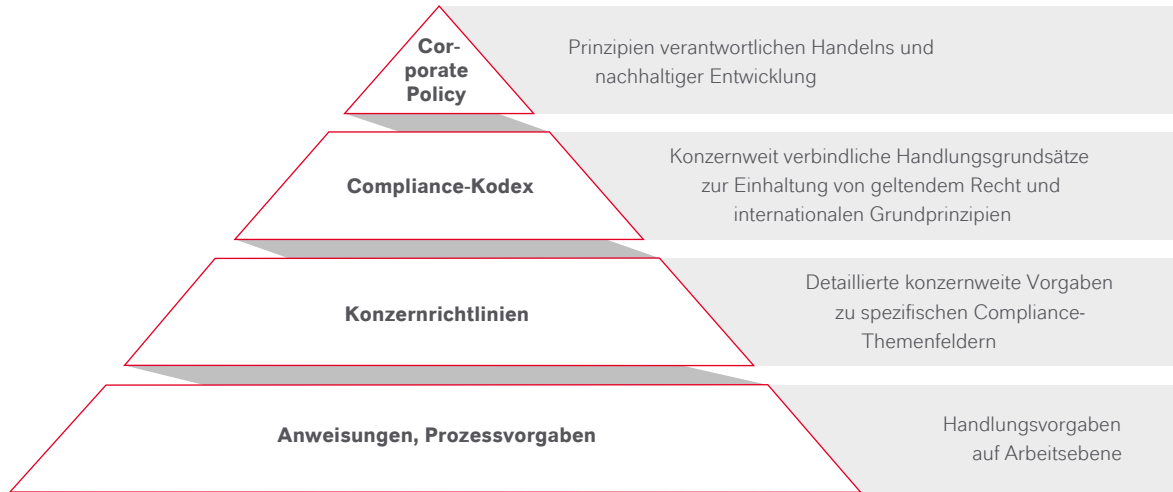 Cor-
porate
Policy
Prinzipien verantwortlichen Handelns und
nachhaltiger Entwicklung
Compliance-Kodex
Konzernweit verbindliche Handlungsgrundsätze
zur Einhaltung von geltendem Recht und
internationalen Grundprinzipien
Konzernrichtlinien
Detaillierte konzernweite Vorgaben
zu spezifischen Compliance-
Themenfeldern
Anweisungen, Prozessvorgaben
Handlungsvorgaben
auf Arbeitsebene